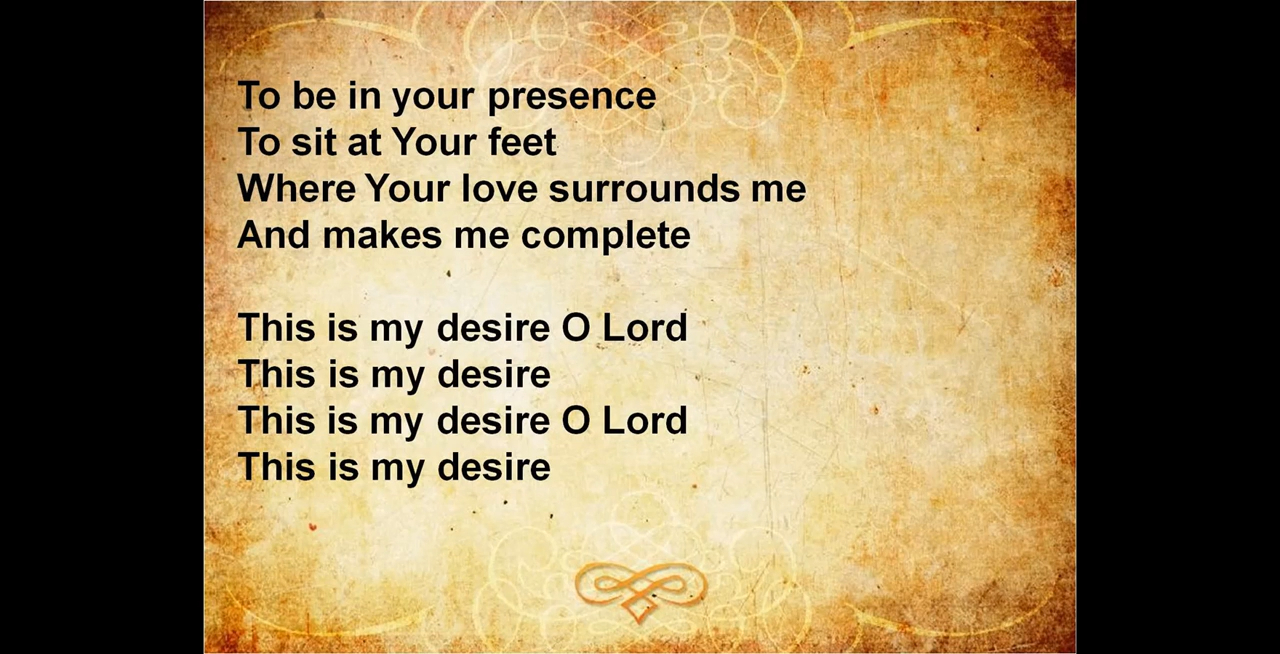 To be in your presence
To sit at Your feet
Where Your love surrounds me
And makes me complete
This is my desire O Lord
This is my desire
This is my desire O Lord
This is my desire